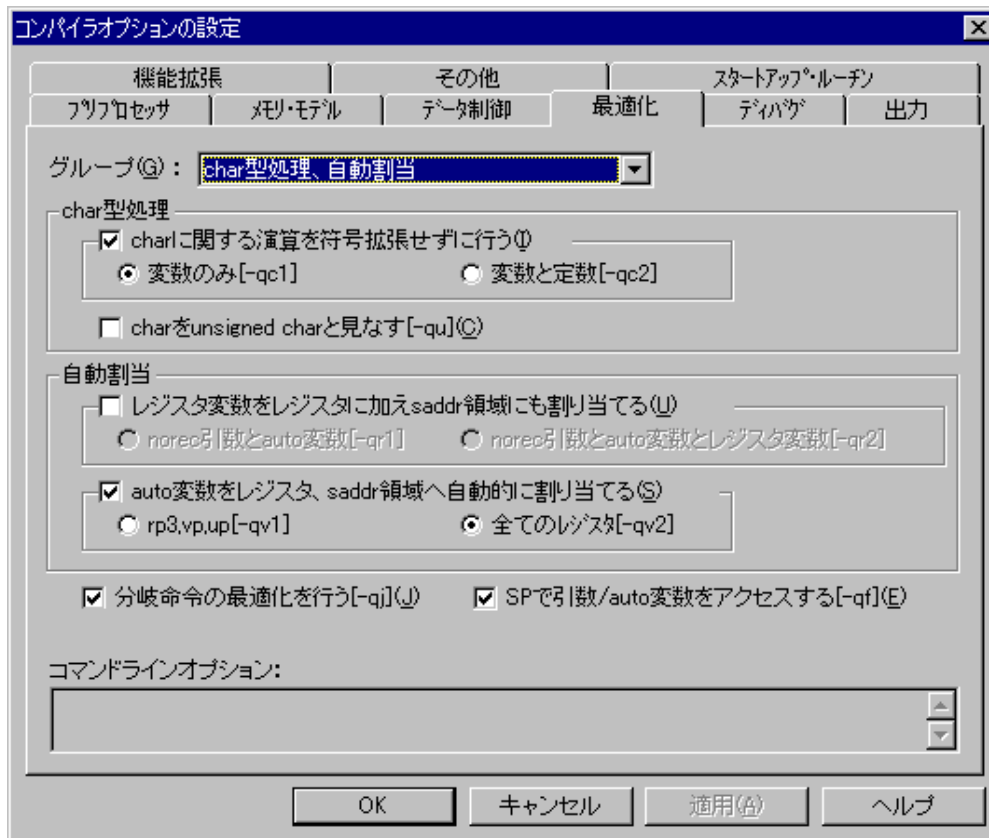 コンパイラオプションの設定
機能拡張 その他 スタートアップ・ルーチン
プリプロセッサ メモリ・モデル データ制御 最適化 ディバグ 出力
グループ(G): char型処理、自動割当
char型処理
charに関する演算を符号拡張せずに行う(I)
変数のみ[-qc1] 変数と定数[-qc2]
charをunsigned charと見なす[-qu](C)
自動割当
レジスタ変数をレジスタに加えsaddr領域にも割り当てる(U)
norec引数とauto変数[-qr1] norec引数とauto変数とレジスタ変数[-qr2]
auto変数をレジスタ、saddr領域へ自動的に割り当てる(S)
rp3,vp,up[-qv1] 全てのレジスタ[-qv2]
分岐命令の最適化を行う[-qj](J) SPで引数/auto変数をアクセスする[-qf](E)
コマンドラインオプション:
OK キャンセル 適用(A) ヘルプ